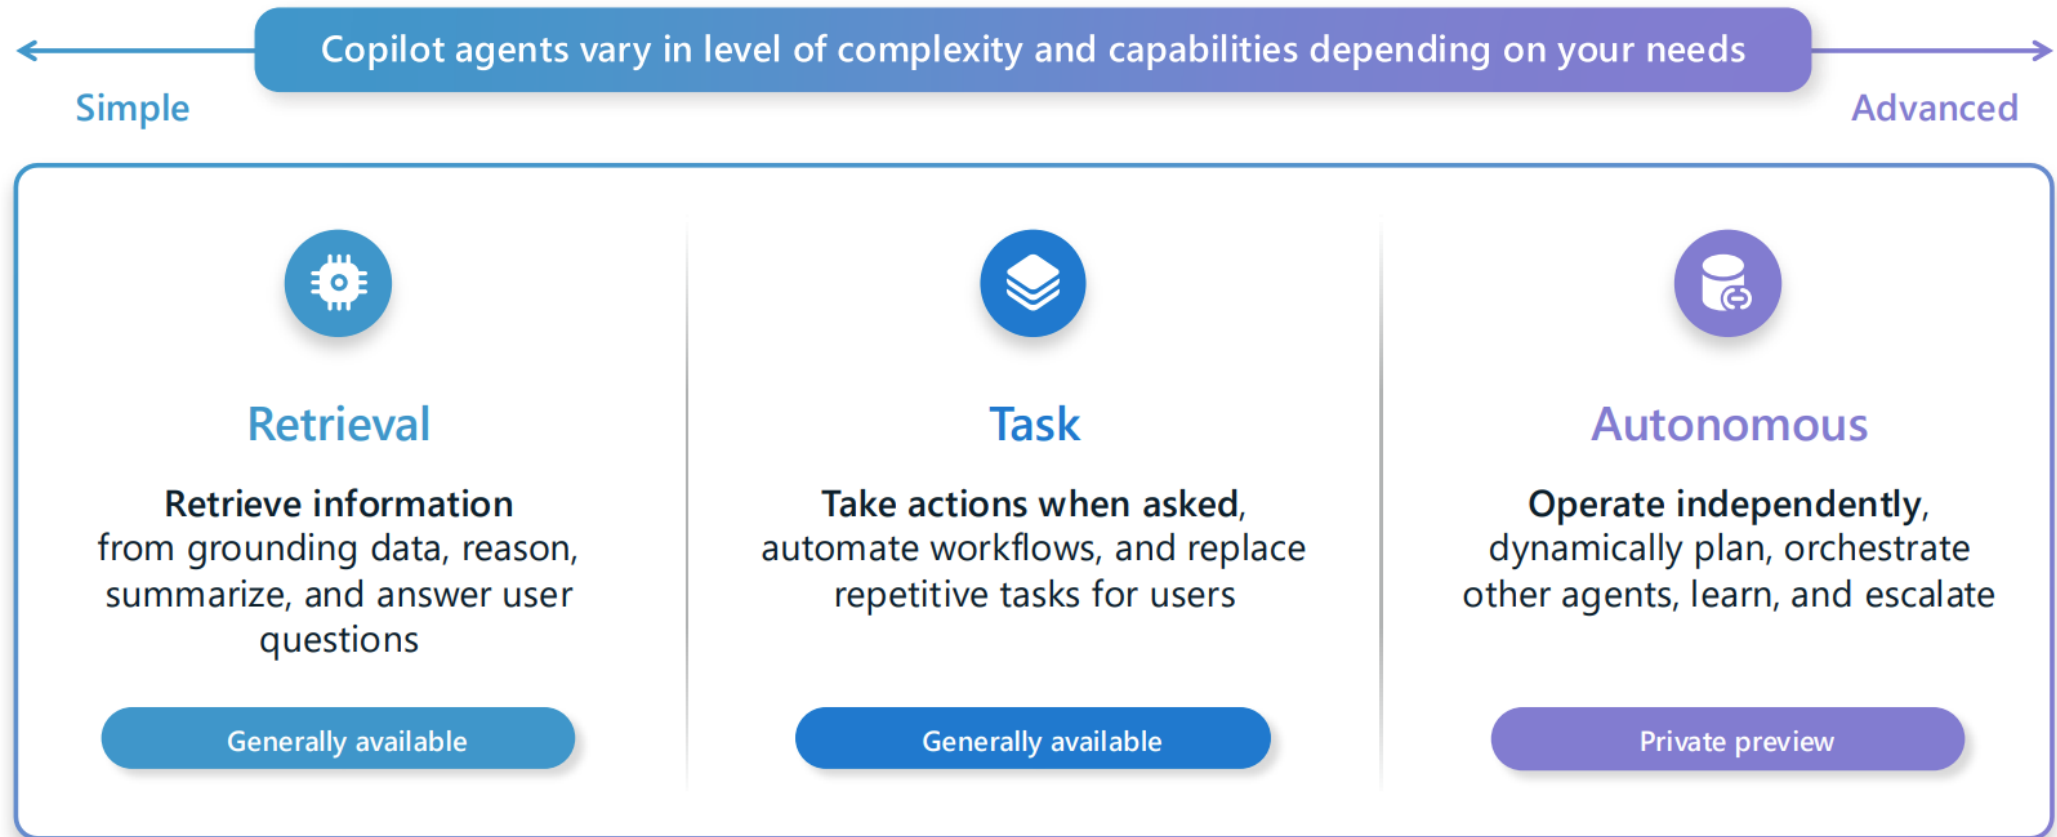 Copilot agents vary in level of complexity and capabilities depending on your needs
Simple
Advanced
Retrieval
Retrieve information
from grounding data, reason,
summarize, and answer user
questions
Generally available
Task
Take actions when asked,
automate workflows, and replace
repetitive tasks for users
Generally available
Autonomous
Operate independently,
dynamically plan, orchestrate
other agents, learn, and escalate
Private preview